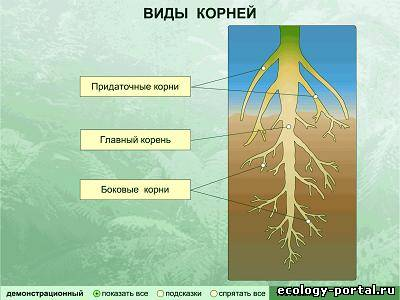 ВИДЫ КОРНЕЙ
Придаточные корни
Главный корень
Боковые корни
демонстрационный показать все подсказки спрятать все
ecology-portal.ru